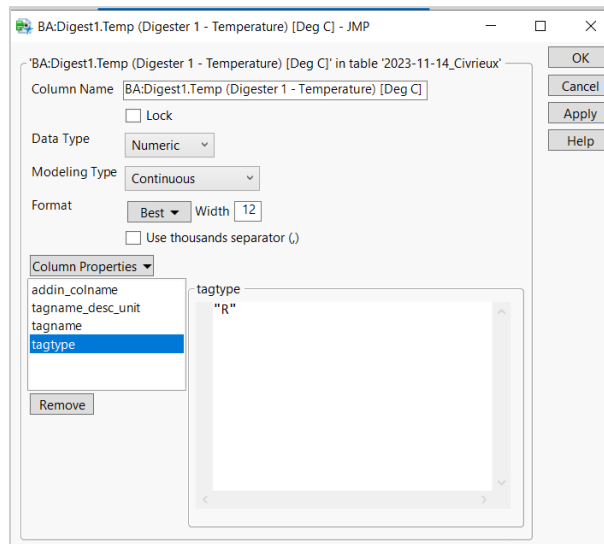 BA:Digest1.Temp (Digester 1 - Temperature) [Deg C] - JMP
'BA:Digest1.Temp (Digester 1 - Temperature) [Deg C]' in table '2023-11-14_Civrieux'
OK
Cancel
Apply
Help
Column Name BA:Digest1.Temp (Digester 1 - Temperature) [Deg C]
Lock
Data Type Numeric
Modeling Type Continuous
Format Best Width 12
Use thousands separator (,)
Column Properties
addin_colname
tagname_desc_unit
tagname
tagtype
Remove
tagtype
"R"